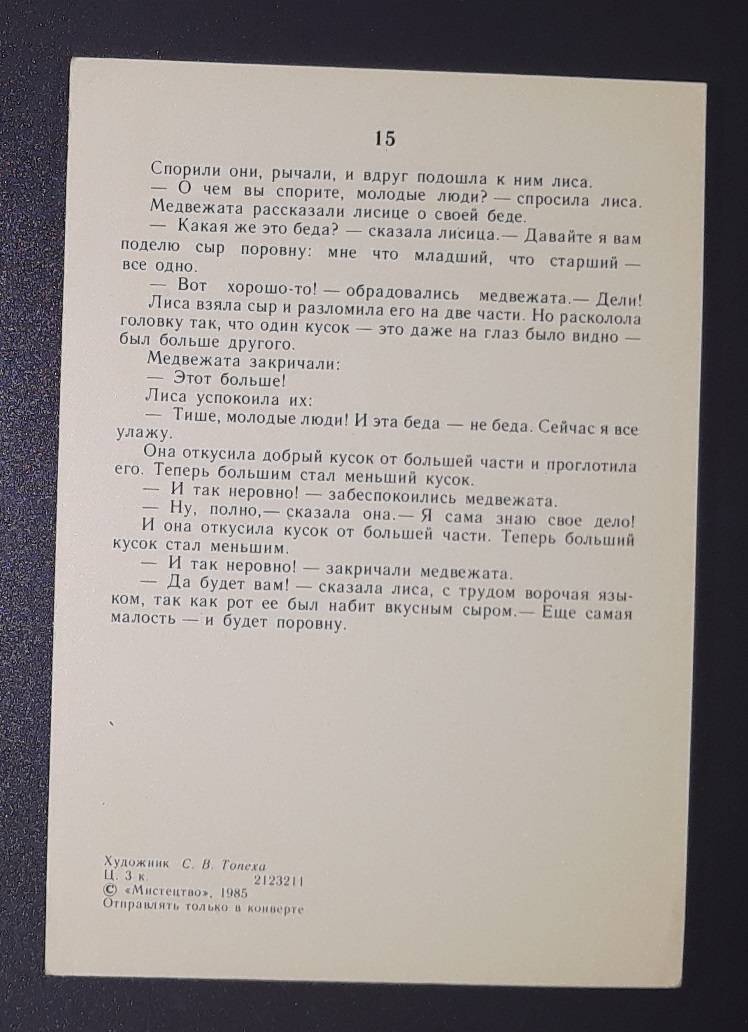 15
Спорили они, рычали, и вдруг подошла к ним лиса.
— О чем вы спорите, молодые люди? — спросила лиса.
Медвежата рассказали лисице о своей беде.
— Какая же это беда? — сказала лисица.— Давайте я вам
поделю сыр поровну: мне что младший, что старший —
все одно.
— Вот хорошо-то! — обрадовались медвежата.— Дели!
Лиса взяла сыр и разломила его на две части. Но расколола
головку так, что один кусок — это даже на глаз было видно —
был больше другого.
Медвежата закричали:
— Этот больше!
Лиса успокоила их:
— Тише, молодые люди! И эта беда — не беда. Сейчас я все
улажу.
Она откусила добрый кусок от большей части и проглотила
его. Теперь большим стал меньший кусок.
— И так неровно! — забеспокоились медвежата.
— Ну, полно,— сказала она.— Я сама знаю свое дело!
И она откусила кусок от большей части. Теперь больший
кусок стал меньшим.
— И так неровно! — закричали медвежата.
— Да будет вам! — сказала лиса, с трудом ворочая язы-
ком, так как рот ее был набит вкусным сыром.— Еще самая
малость — и будет поровну.
Художник С. В. Топеха
Ц. 3 к. 2123211
© «Мистецтво», 1985
Отправлять только в конверте